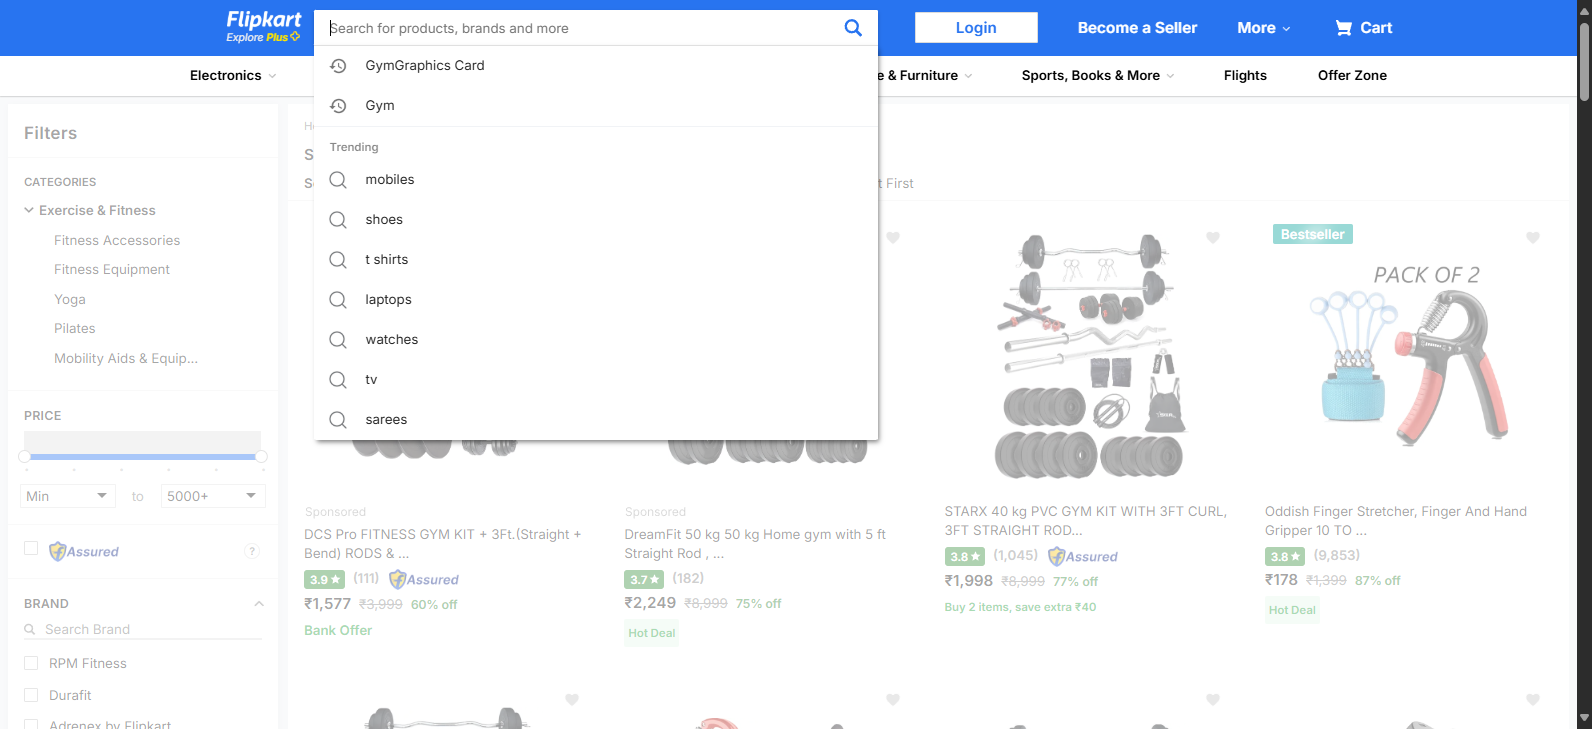 Flipkart
Explore Plus
Search for products, brands and more
Login
Become a Seller
More
Cart
Electronics
& Furniture
Sports, Books & More
Flights
Offer Zone
GymGraphics Card
Gym
Trending
mobiles
shoes
t shirts
laptops
watches
tv
sarees
Filters
CATEGORIES
Exercise & Fitness
Fitness Accessories
Fitness Equipment
Yoga
Pilates
Mobility Aids & Equip...
PRICE
Min
to
5000+
Assured
?
BRAND
Search Brand
RPM Fitness
Durafit
Adrenex by Flipkart
t First
Sponsored
DCS Pro FITNESS GYM KIT + 3Ft.(Straight +
Bend) RODS & ...
3.9
(111)
Assured
₹1,577 ₹3,999 60% off
Bank Offer
Sponsored
DreamFit 50 kg 50 kg Home gym with 5 ft
Straight Rod , ...
3.7
(182)
₹2,249 ₹8,999 75% off
Hot Deal
STARX 40 kg PVC GYM KIT WITH 3FT CURL,
3FT STRAIGHT ROD...
3.8
(1,045)
Assured
₹1,998 ₹8,999 77% off
Buy 2 items, save extra ₹40
Bestseller
PACK OF 2
Oddish Finger Stretcher, Finger And Hand
Gripper 10 TO ...
3.8
(9,853)
₹178 ₹1,399 87% off
Hot Deal